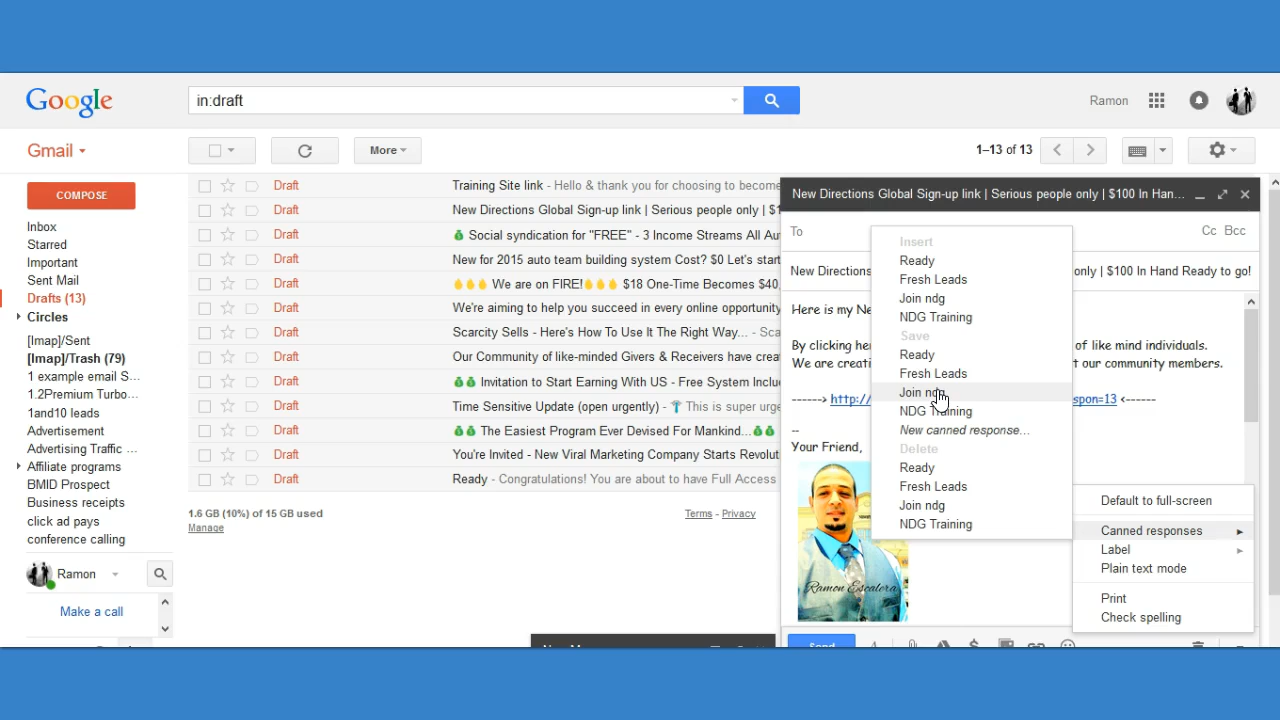 Google
in:draft
Ramon
Gmail
More
1–13 of 13
COMPOSE
Inbox
Starred
Important
Sent Mail
Drafts (13)
Circles
[Imap]/Sent
[Imap]/Trash (79)
1 example email S...
1.2Premium Turbo...
1and10 leads
Advertisement
Advertising Traffic ...
Affiliate programs
BMID Prospect
Business receipts
click ad pays
conference calling
Ramon
Make a call
Draft Training Site link - Hello & thank you for choosing to become
Draft New Directions Global Sign-up link | Serious people only | $1
Draft 💰 Social syndication for "FREE" - 3 Income Streams All Au
Draft New for 2015 auto team building system Cost? $0 Let's start
Draft 🔥🔥🔥 We are on FIRE!🔥🔥🔥 $18 One-Time Becomes $40,
Draft We're aiming to help you succeed in every online opportunity
Draft Scarcity Sells - Here's How To Use It The Right Way... - Sca
Draft Our Community of like-minded Givers & Receivers have crea
Draft 💰💰 Invitation to Start Earning With US - Free System Inclu
Draft Time Sensitive Update (open urgently) - This is super urge
Draft 💰💰 The Easiest Program Ever Devised For Mankind...💰💰
Draft You're Invited - New Viral Marketing Company Starts Revolut
Draft Ready - Congratulations! You are about to have Full Access
1.6 GB (10%) of 15 GB used
Manage
Terms - Privacy
New Directions Global Sign-up link | Serious people only | $100 In Han...
To
Cc Bcc
New Directions only | $100 In Hand Ready to go!
Here is my Ne
By clicking her of like mind individuals.
We are creati our community members.
------> http:/ spon=13 <------
--
Your Friend,
Ramon Escalera
Insert
Ready
Fresh Leads
Join ndg
NDG Training
Save
Ready
Fresh Leads
Join ndg
NDG Training
New canned response...
Delete
Ready
Fresh Leads
Join ndg
NDG Training
Default to full-screen
Canned responses
Label
Plain text mode
Print
Check spelling
Send